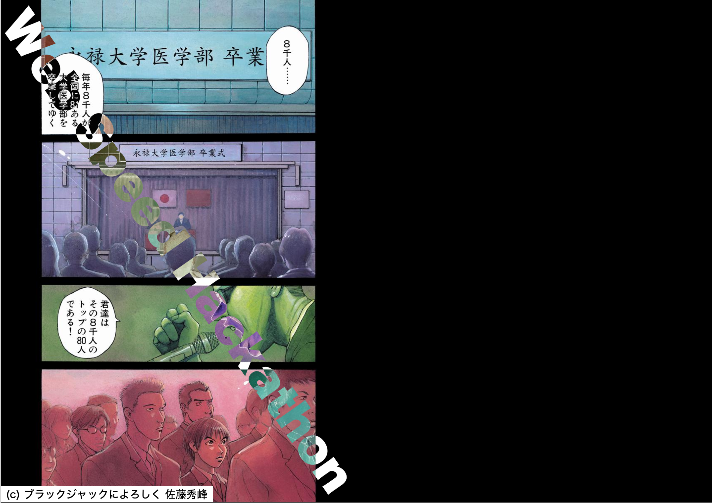 8千人……
永禄大学医学部 卒業
毎年8千人が
全国に80ある
大学医学部を
卒業してゆく
永禄大学医学部 卒業式
君達は
その8千人の
トップの80人
である！
Web Speed Hackathon
(c) ブラックジャックによろしく 佐藤秀峰